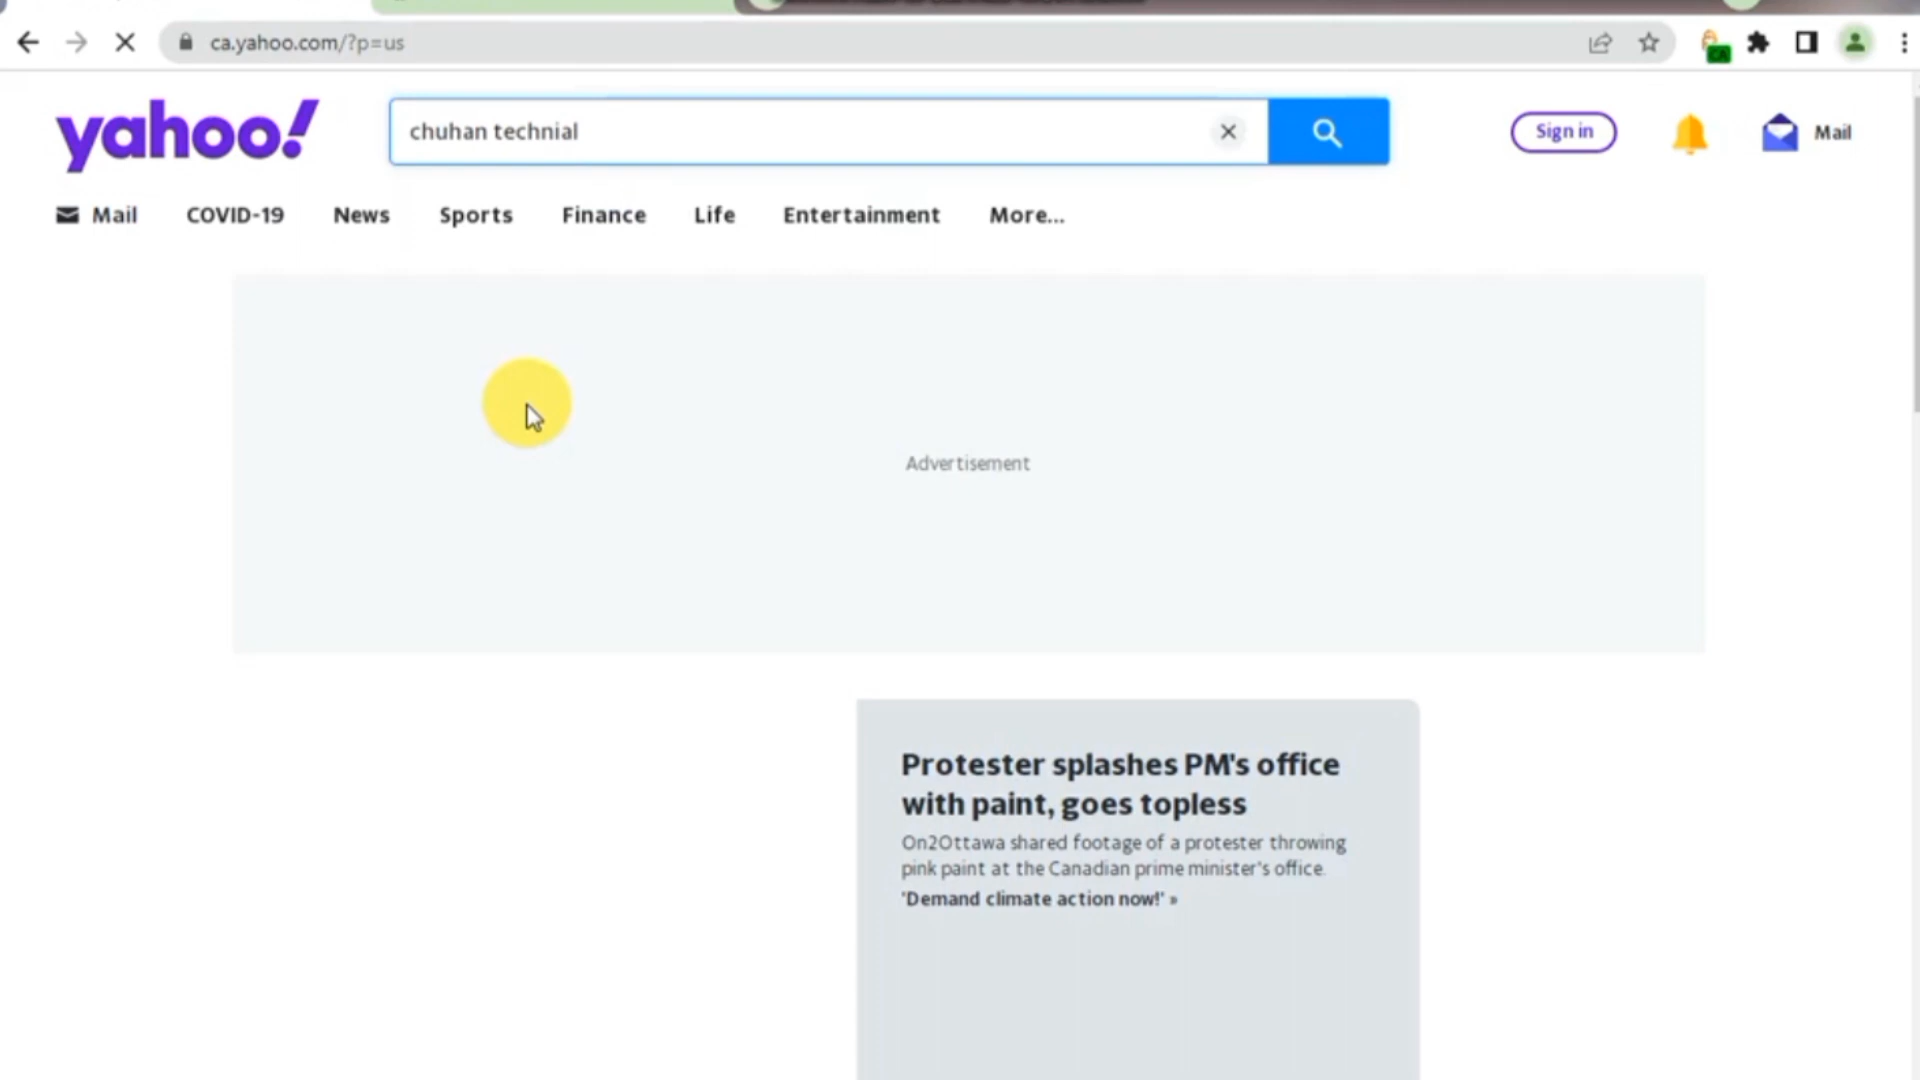 ca.yahoo.com/?p=us
CA
yahoo!
chuhan technial
Sign in
Mail
Mail
COVID-19
News
Sports
Finance
Life
Entertainment
More...
Advertisement
Protester splashes PM's office
with paint, goes topless
On2Ottawa shared footage of a protester throwing
pink paint at the Canadian prime minister's office.
'Demand climate action now!' »